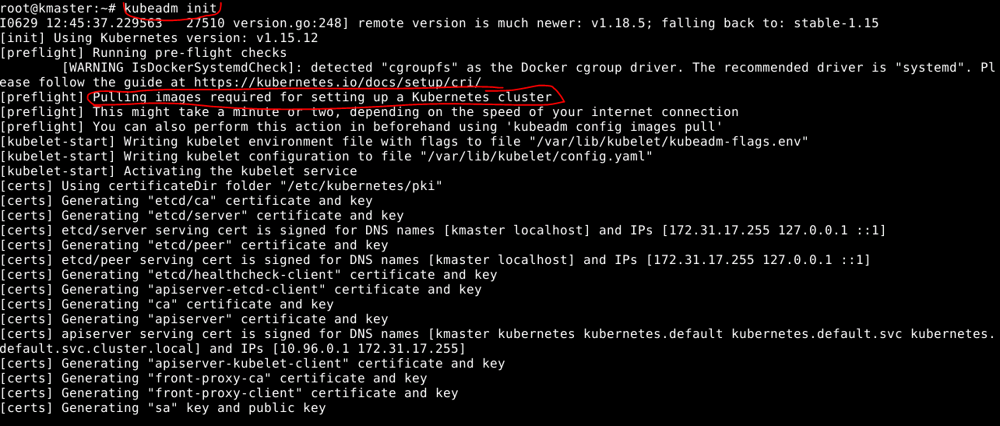 root@kmaster:~# kubeadm init
I0629 12:45:37.229563   27510 version.go:248] remote version is much newer: v1.18.5; falling back to: stable-1.15
[init] Using Kubernetes version: v1.15.12
[preflight] Running pre-flight checks
        [WARNING IsDockerSystemdCheck]: detected "cgroupfs" as the Docker cgroup driver. The recommended driver is "systemd". Pl
ease follow the guide at https://kubernetes.io/docs/setup/cri/
[preflight] Pulling images required for setting up a Kubernetes cluster
[preflight] This might take a minute or two, depending on the speed of your internet connection
[preflight] You can also perform this action in beforehand using 'kubeadm config images pull'
[kubelet-start] Writing kubelet environment file with flags to file "/var/lib/kubelet/kubeadm-flags.env"
[kubelet-start] Writing kubelet configuration to file "/var/lib/kubelet/config.yaml"
[kubelet-start] Activating the kubelet service
[certs] Using certificateDir folder "/etc/kubernetes/pki"
[certs] Generating "etcd/ca" certificate and key
[certs] Generating "etcd/server" certificate and key
[certs] etcd/server serving cert is signed for DNS names [kmaster localhost] and IPs [172.31.17.255 127.0.0.1 ::1]
[certs] Generating "etcd/peer" certificate and key
[certs] etcd/peer serving cert is signed for DNS names [kmaster localhost] and IPs [172.31.17.255 127.0.0.1 ::1]
[certs] Generating "etcd/healthcheck-client" certificate and key
[certs] Generating "apiserver-etcd-client" certificate and key
[certs] Generating "ca" certificate and key
[certs] Generating "apiserver" certificate and key
[certs] apiserver serving cert is signed for DNS names [kmaster kubernetes kubernetes.default kubernetes.default.svc kubernetes.
default.svc.cluster.local] and IPs [10.96.0.1 172.31.17.255]
[certs] Generating "apiserver-kubelet-client" certificate and key
[certs] Generating "front-proxy-ca" certificate and key
[certs] Generating "front-proxy-client" certificate and key
[certs] Generating "sa" key and public key